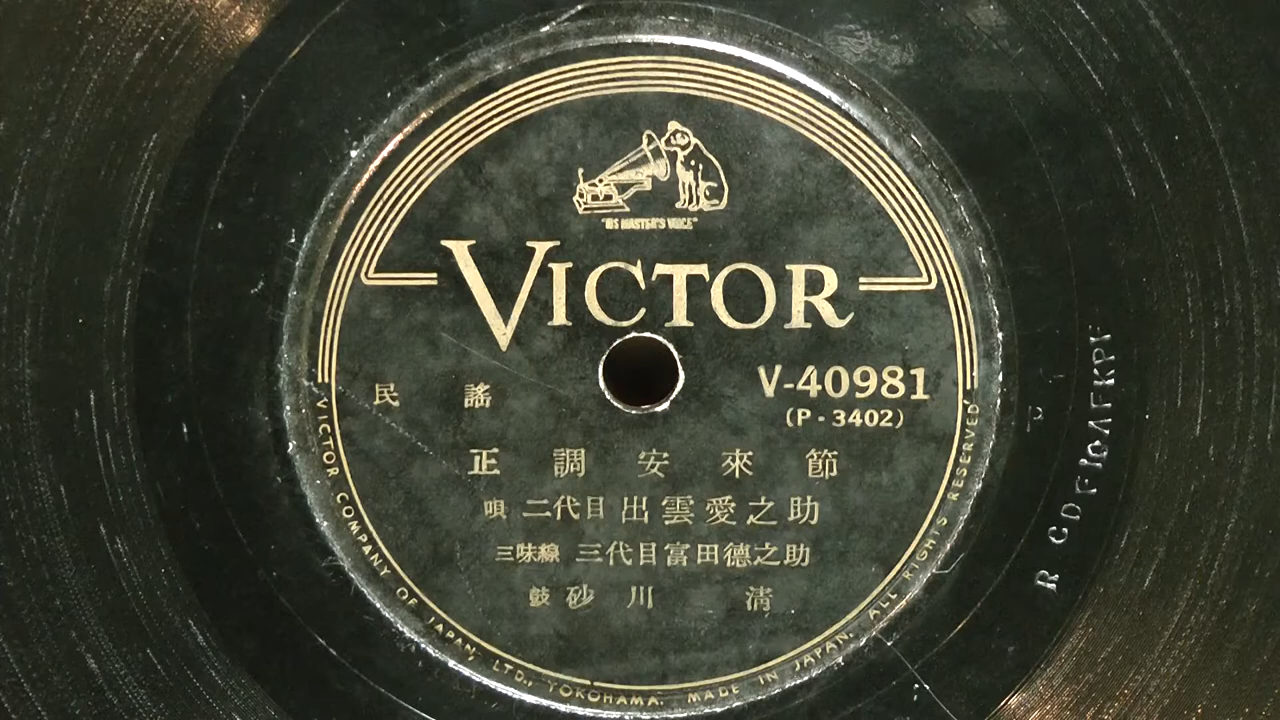 "HIS MASTER'S VOICE"
VICTOR
民謠
V-40981
(P-3402)
正調安來節
唄 二代目 出雲愛之助
三味線 三代目富田德之助
鼓 砂川 清
VICTOR COMPANY OF JAPAN, LTD., YOKOHAMA. MADE IN JAPAN. ALL RIGHTS RESERVED